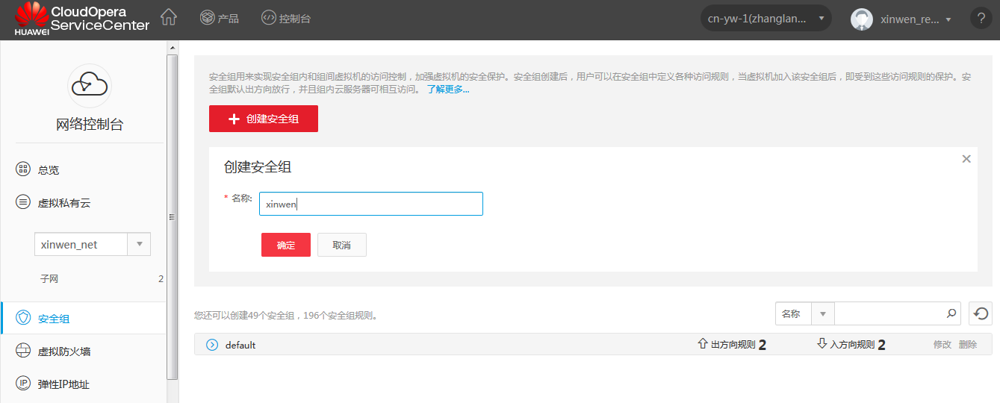 HUAWEI
CloudOpera
ServiceCenter
产品
控制台
cn-yw-1(zhanglan...
xinwen_re...
?
网络控制台
总览
虚拟私有云
xinwen_net
子网 2
安全组
虚拟防火墙
IP 弹性IP地址
安全组用来实现安全组内和组间虚拟机的访问控制，加强虚拟机的安全保护。安全组创建后，用户可以在安全组中定义各种访问规则，当虚拟机加入该安全组后，即受到这些访问规则的保护。安
全组默认出方向放行，并且组内云服务器可相互访问。 了解更多...
创建安全组
创建安全组
* 名称: xinwen
确定 取消
您还可以创建49个安全组，196个安全组规则。
名称
default 出方向规则 2 入方向规则 2 修改 删除